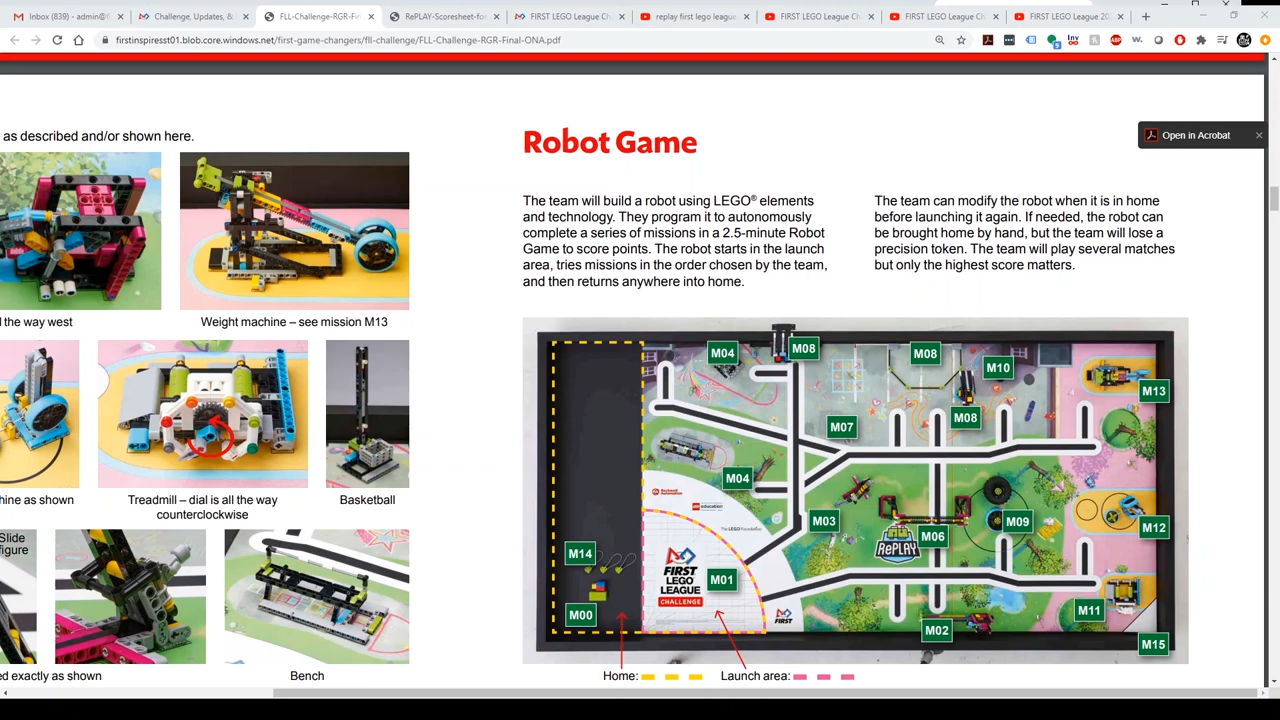 Inbox (839) - admin@f
Challenge, Updates, &
FLL-Challenge-RGR-Fin
RePLAY-Scoresheet-for
FIRST LEGO League Ch
replay first lego league
FIRST LEGO League Ch
FIRST LEGO League Ch
FIRST LEGO League 20
firstinspiresst01.blob.core.windows.net/first-game-changers/fll-challenge/FLL-Challenge-RGR-Final-ONA.pdf
Open in Acrobat
as described and/or shown here.
l the way west
Weight machine – see mission M13
hine as shown
Treadmill – dial is all the way
counterclockwise
Basketball
Slide
figure
ed exactly as shown
Bench
Robot Game
The team will build a robot using LEGO® elements
and technology. They program it to autonomously
complete a series of missions in a 2.5-minute Robot
Game to score points. The robot starts in the launch
area, tries missions in the order chosen by the team,
and then returns anywhere into home.
The team can modify the robot when it is in home
before launching it again. If needed, the robot can
be brought home by hand, but the team will lose a
precision token. The team will play several matches
but only the highest score matters.
M04
M08
M08
M10
M13
M08
M07
M04
M03
M06
M09
M12
RePLAY
Rockwell
Automation
education
The LEGO Foundation
M14
M00
M01
FIRST
LEGO
LEAGUE
CHALLENGE
FIRST
M02
M11
M15
Home:
Launch area: